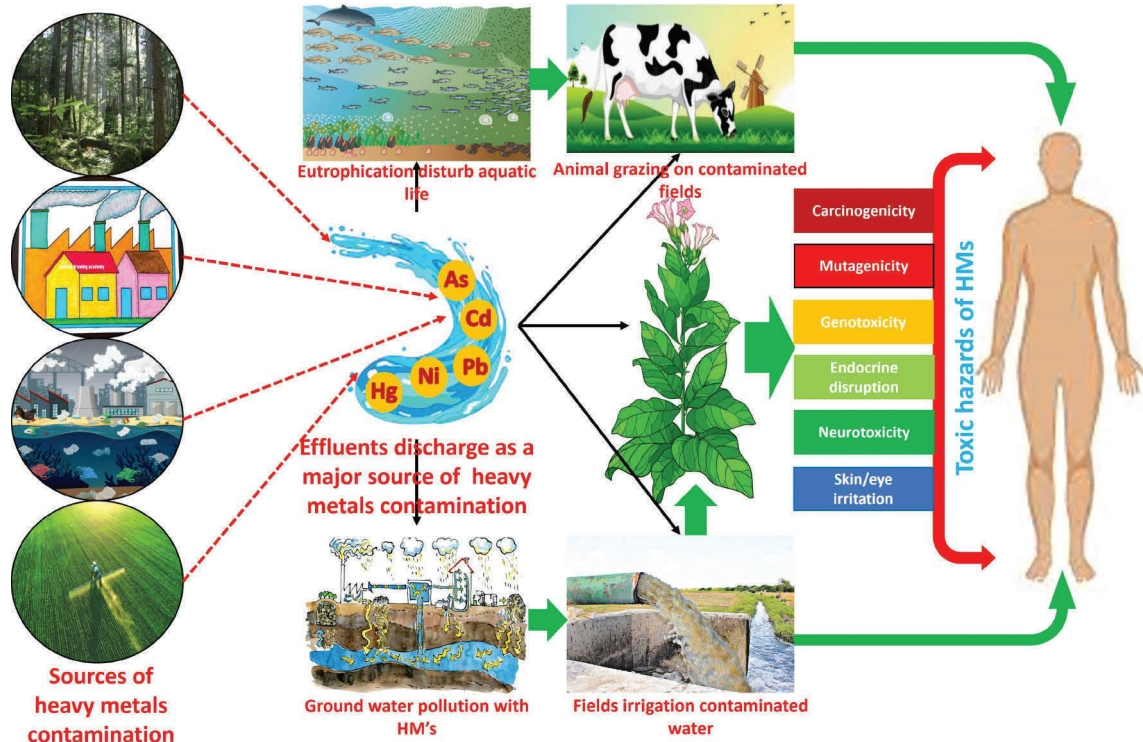 Eutrophication disturb aquatic
life
Animal grazing on contaminated
fields
As
Cd
Pb
Ni
Hg
Effluents discharge as a
major source of heavy
metals contamination
Carcinogenicity
Mutagenicity
Genotoxicity
Endocrine
disruption
Neurotoxicity
Skin/eye
irritation
Toxic hazards of HMs
Sources of
heavy metals
contamination
Ground water pollution with
HM's
Fields irrigation contaminated
water